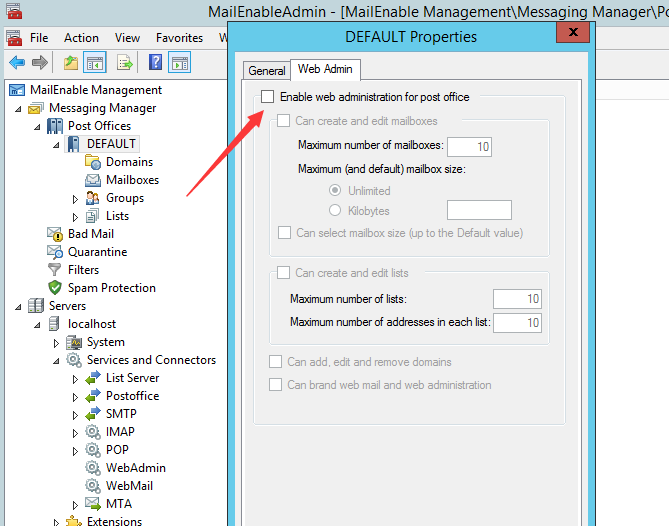 MailEnableAdmin - [MailEnable Management\Messaging Manager\Po
File Action View Favorites
DEFAULT Properties
x
General Web Admin
MailEnable Management
Messaging Manager
Post Offices
DEFAULT
Domains
Mailboxes
Groups
Lists
Bad Mail
Quarantine
Filters
Spam Protection
Servers
localhost
System
Services and Connectors
List Server
Postoffice
SMTP
IMAP
POP
WebAdmin
WebMail
MTA
Extensions
Enable web administration for post office
Can create and edit mailboxes
Maximum number of mailboxes: 10
Maximum (and default) mailbox size:
Unlimited
Kilobytes
Can select mailbox size (up to the Default value)
Can create and edit lists
Maximum number of lists: 10
Maximum number of addresses in each list: 10
Can add, edit and remove domains
Can brand web mail and web administration